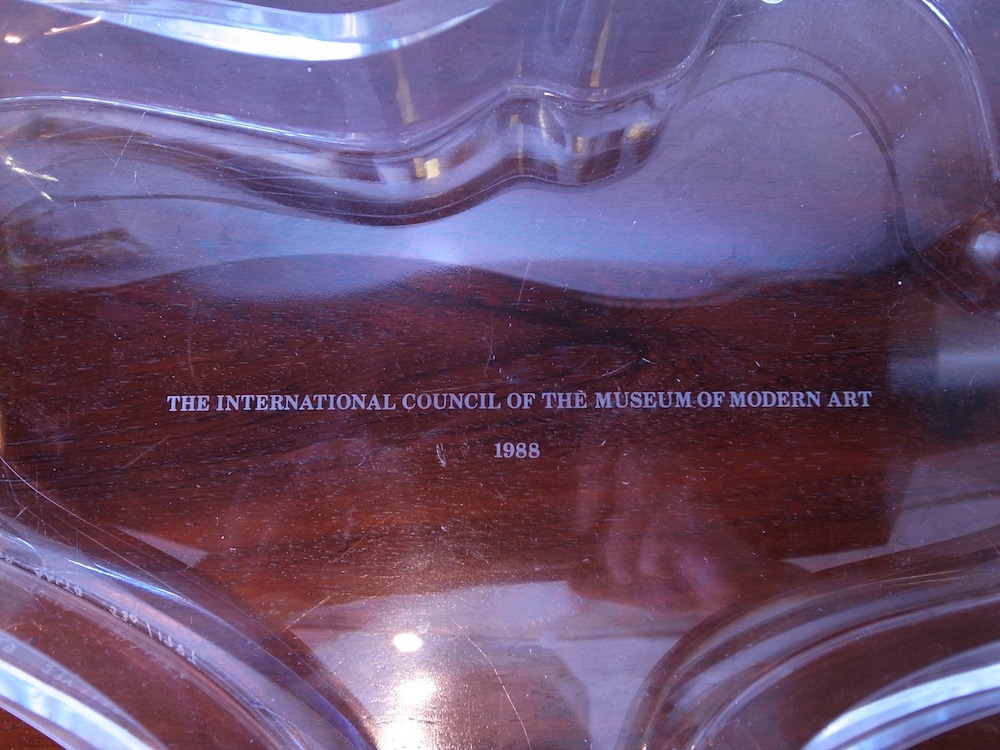 THE INTERNATIONAL COUNCIL OF THE MUSEUM OF MODERN ART
1988